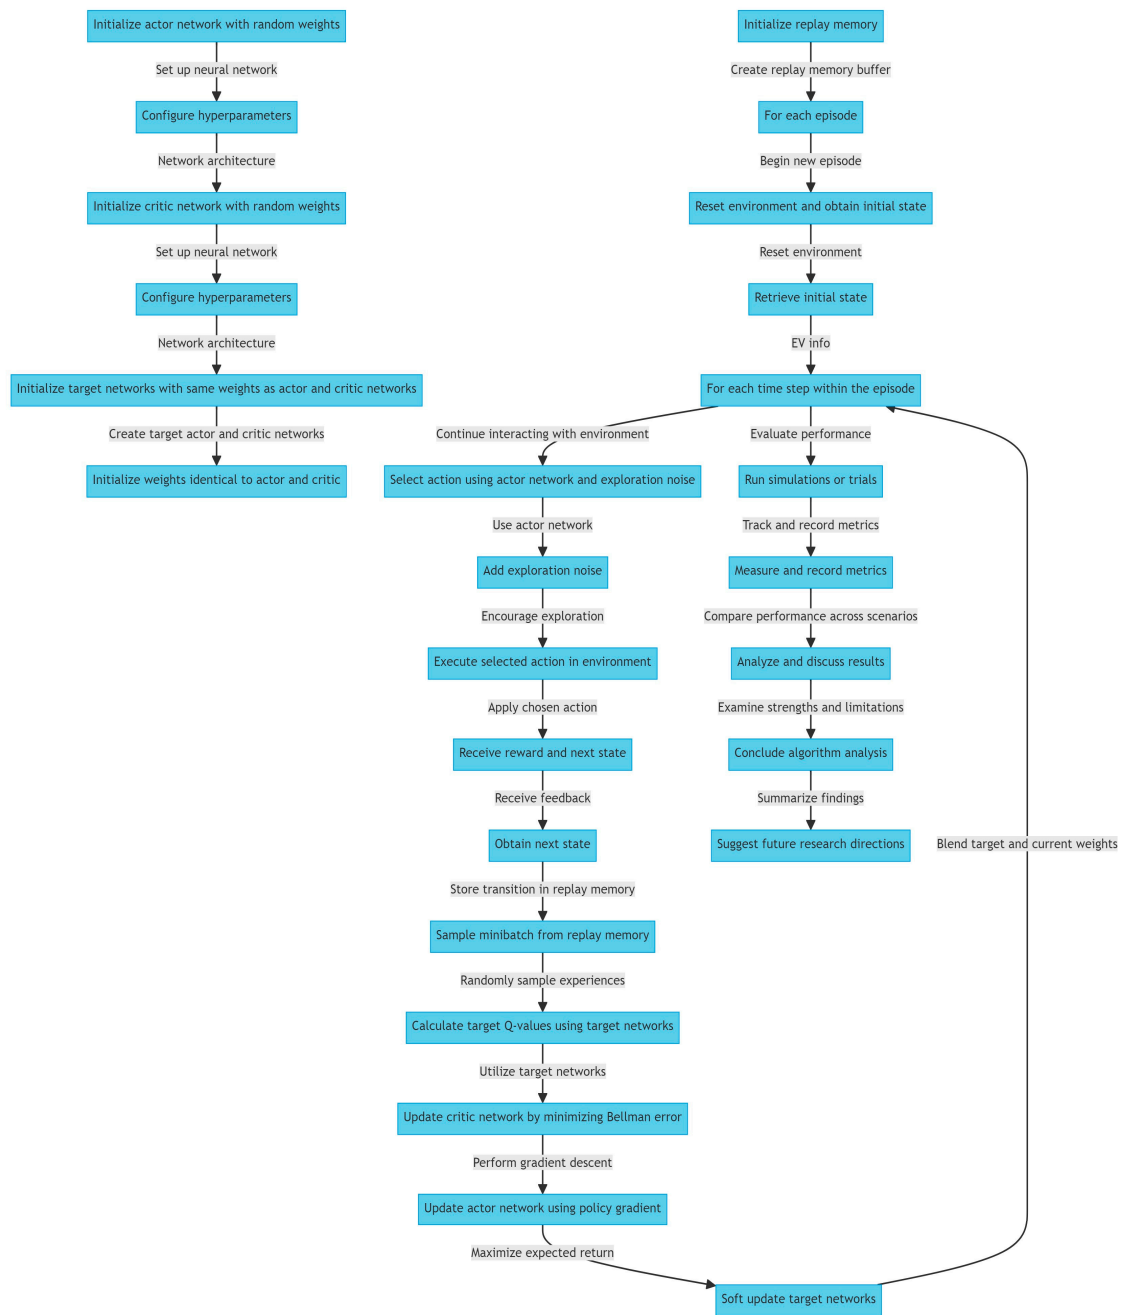 Initialize actor network with random weights
Set up neural network
Configure hyperparameters
Network architecture
Initialize critic network with random weights
Set up neural network
Configure hyperparameters
Network architecture
Initialize target networks with same weights as actor and critic networks
Create target actor and critic networks
Initialize weights identical to actor and critic
Initialize replay memory
Create replay memory buffer
For each episode
Begin new episode
Reset environment and obtain initial state
Reset environment
Retrieve initial state
EV info
For each time step within the episode
Continue interacting with environment
Select action using actor network and exploration noise
Use actor network
Add exploration noise
Encourage exploration
Execute selected action in environment
Apply chosen action
Receive reward and next state
Receive feedback
Obtain next state
Store transition in replay memory
Sample minibatch from replay memory
Randomly sample experiences
Calculate target Q-values using target networks
Utilize target networks
Update critic network by minimizing Bellman error
Perform gradient descent
Update actor network using policy gradient
Maximize expected return
Soft update target networks
Blend target and current weights
Evaluate performance
Run simulations or trials
Track and record metrics
Measure and record metrics
Compare performance across scenarios
Analyze and discuss results
Examine strengths and limitations
Conclude algorithm analysis
Summarize findings
Suggest future research directions